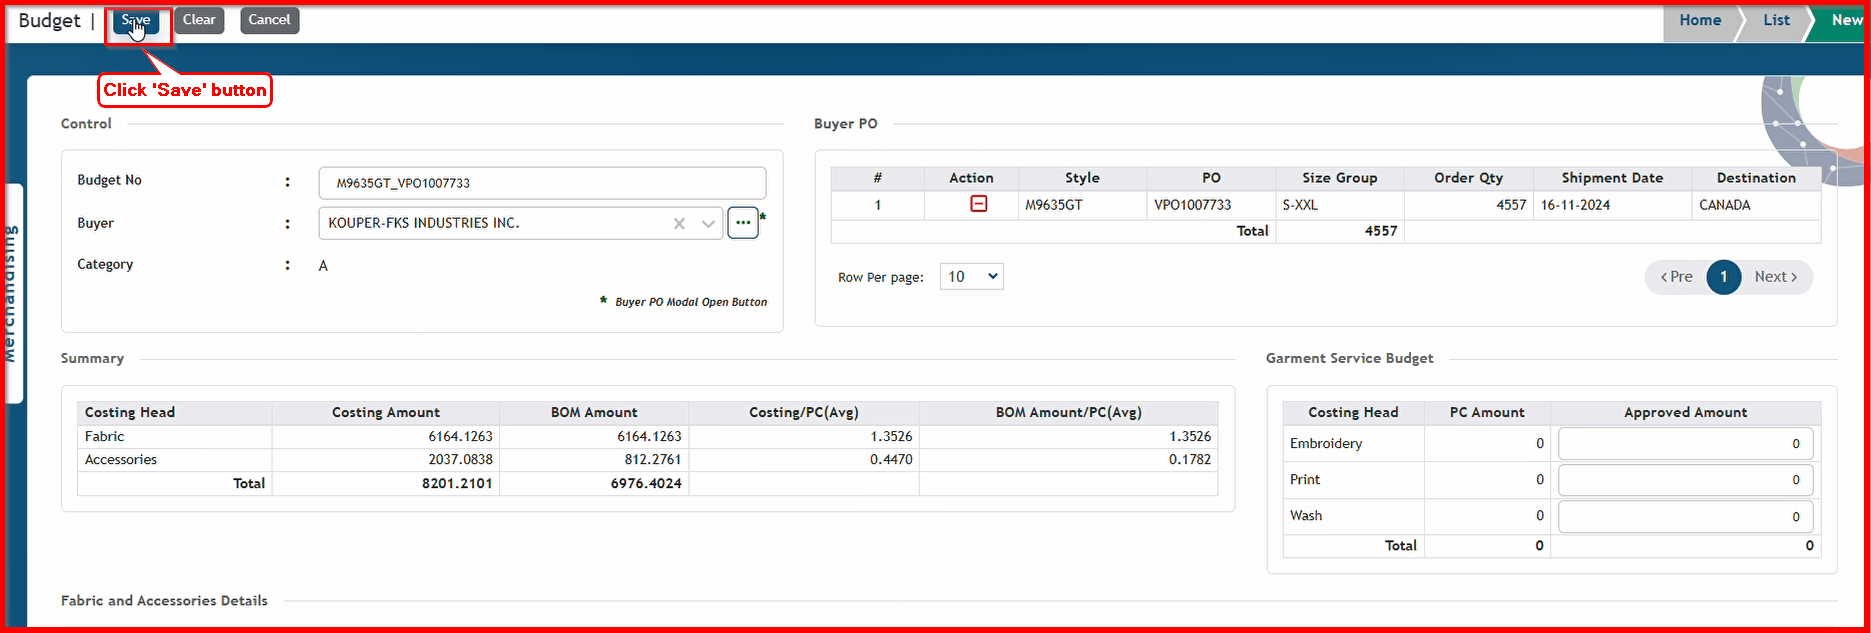 Budget | Save Clear Cancel Home List New
Click 'Save' button
Merchandising
Control
Budget No : M9635GT_VPO1007733
Buyer : KOUPER-FKS INDUSTRIES INC. ... *
Category : A
* Buyer PO Modal Open Button
Buyer PO
# Action Style PO Size Group Order Qty Shipment Date Destination
1 M9635GT VPO1007733 S-XXL 4557 16-11-2024 CANADA
Total 4557
Row Per page: 10 < Pre 1 Next >
Summary
Costing Head Costing Amount BOM Amount Costing/PC(Avg) BOM Amount/PC(Avg)
Fabric 6164.1263 6164.1263 1.3526 1.3526
Accessories 2037.0838 812.2761 0.4470 0.1782
Total 8201.2101 6976.4024
Garment Service Budget
Costing Head PC Amount Approved Amount
Embroidery 0 0
Print 0 0
Wash 0 0
Total 0 0
Fabric and Accessories Details